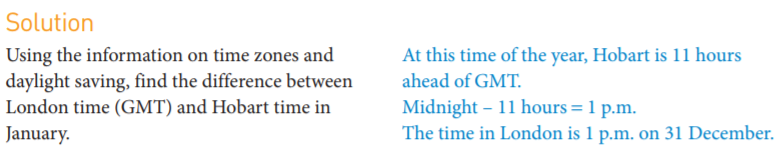 Solution
Using the information on time zones and
daylight saving, find the difference between
London time (GMT) and Hobart time in
January.
At this time of the year, Hobart is 11 hours
ahead of GMT.
Midnight – 11 hours = 1 p.m.
The time in London is 1 p.m. on 31 December.